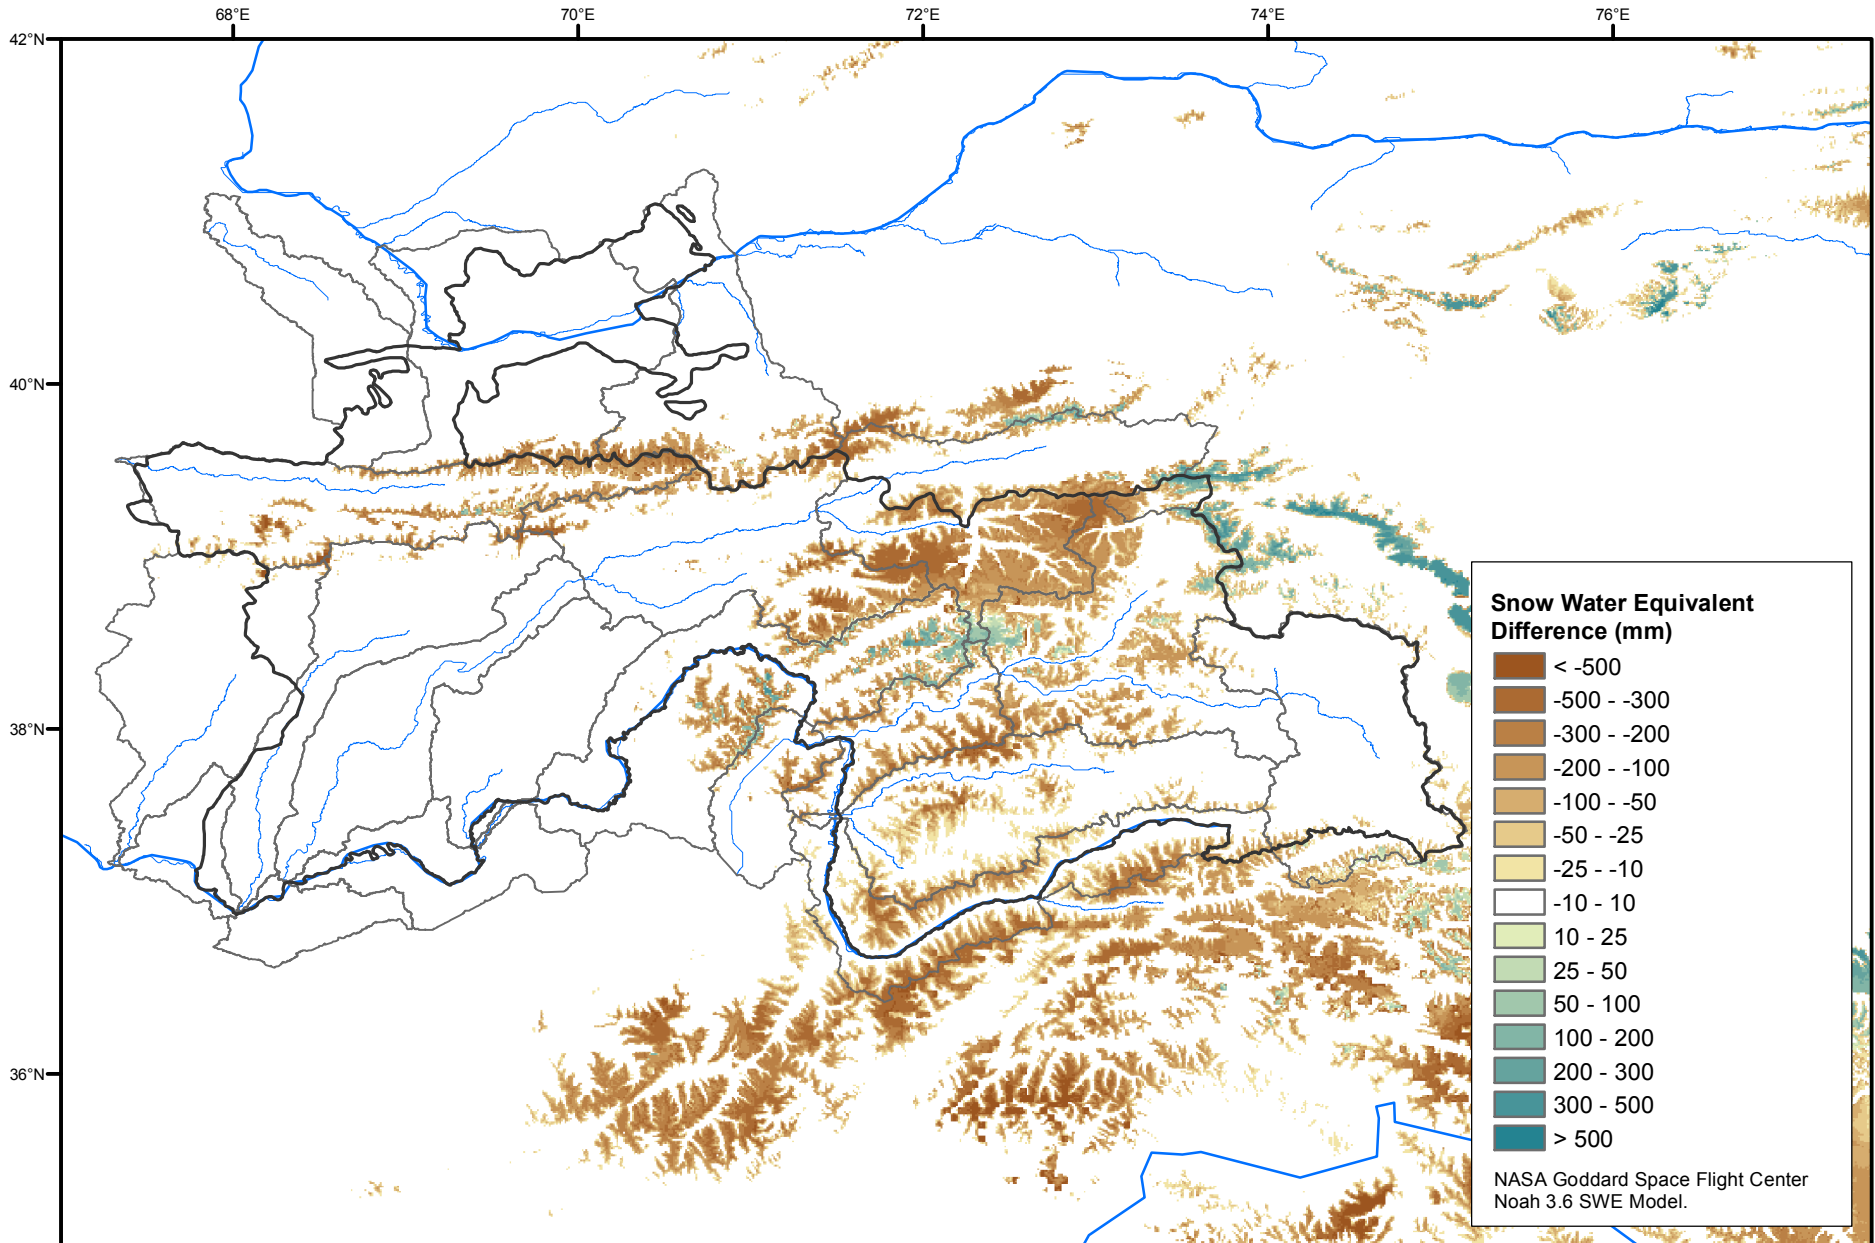 68°E
70°E
72°E
74°E
76°E
42°N
40°N
38°N
36°N
Snow Water Equivalent
Difference (mm)
< -500
-500 - -300
-300 - -200
-200 - -100
-100 - -50
-50 - -25
-25 - -10
-10 - 10
10 - 25
25 - 50
50 - 100
100 - 200
200 - 300
300 - 500
> 500
NASA Goddard Space Flight Center
Noah 3.6 SWE Model.